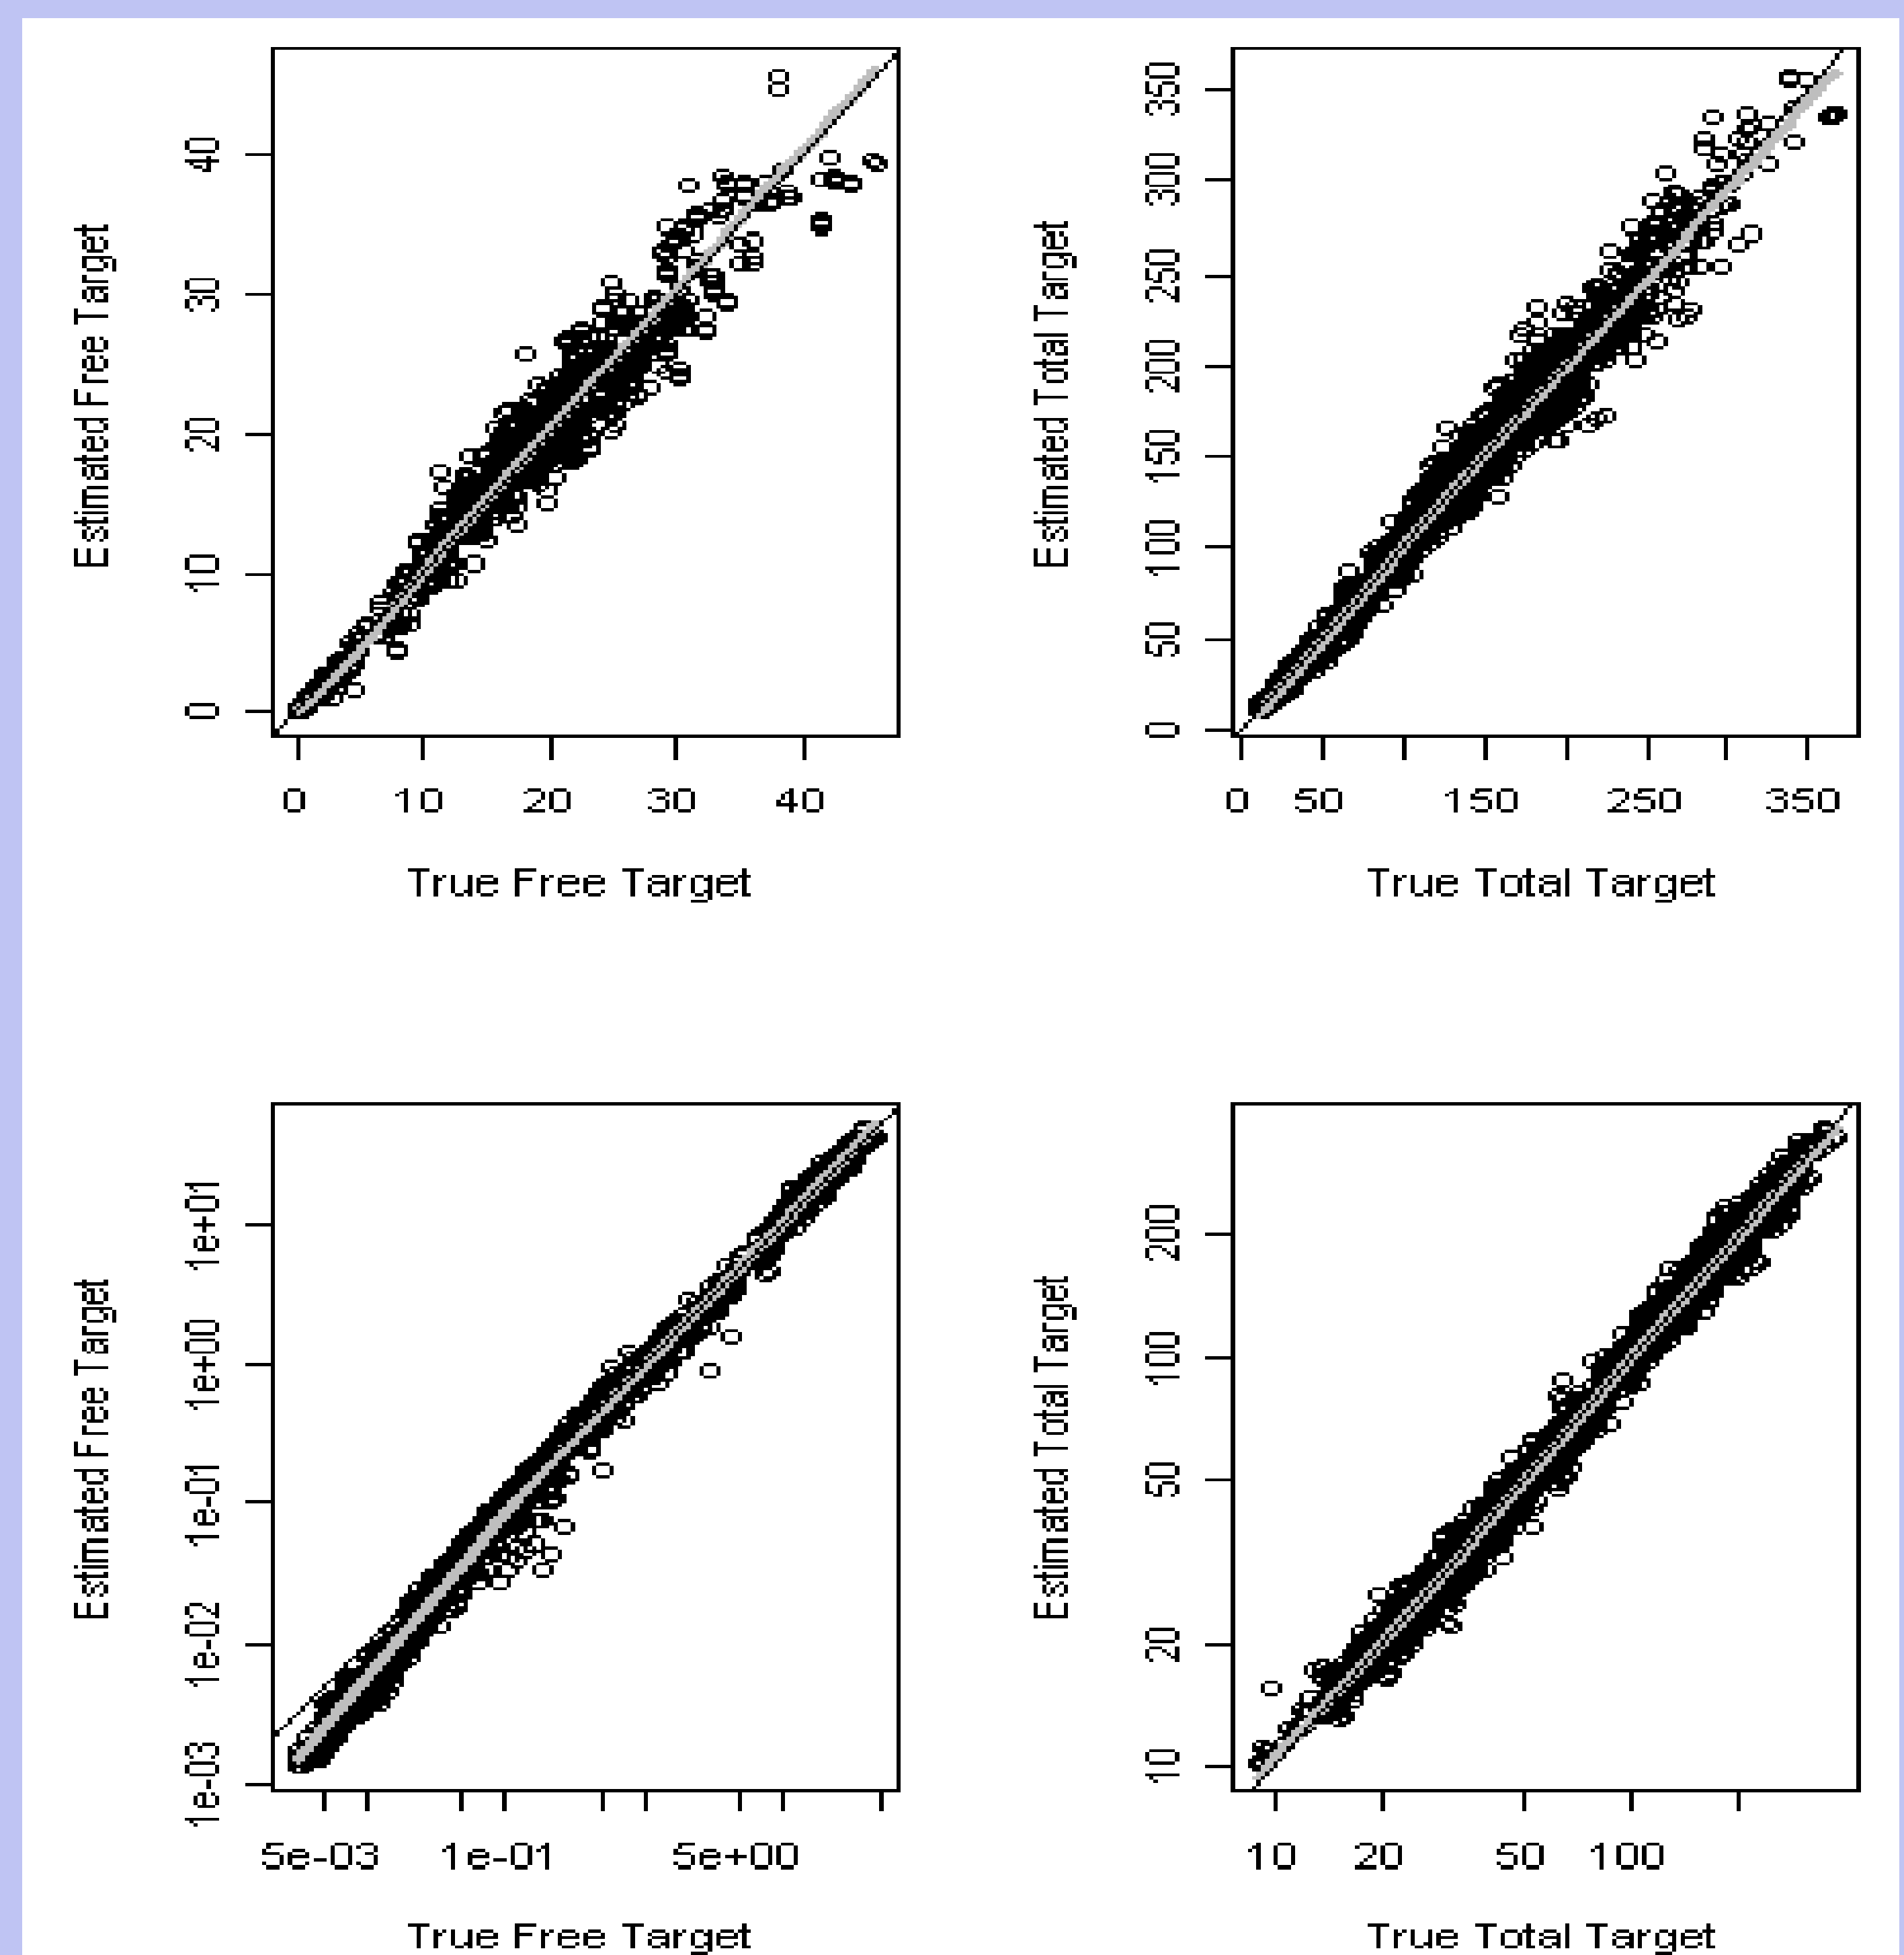 Estimated Free Target
40
30
20
10
0
0 10 20 30 40
True Free Target
Estimated Total Target
350
300
250
200
150
100
50
0
0 50 150 250 350
True Total Target
Estimated Free Target
1e+01
1e+00
1e-01
1e-02
1e-03
5e-03 1e-01 5e+00
True Free Target
Estimated Total Target
200
100
50
20
10
10 20 50 100
True Total Target